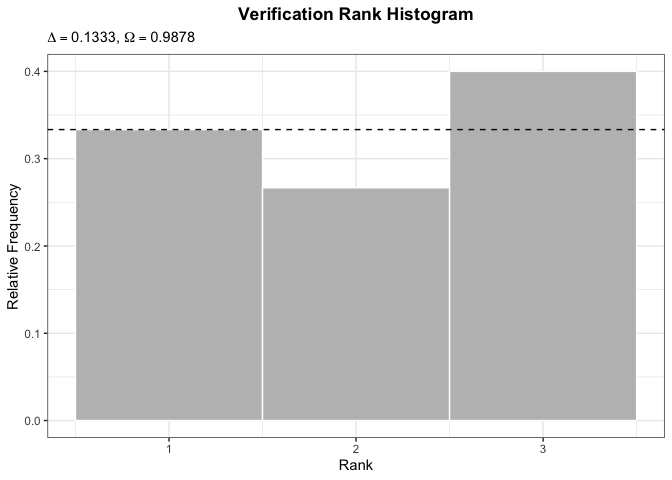 Verification Rank Histogram
Δ = 0.1333, Ω = 0.9878
0.4
0.3
0.2
0.1
0.0
Relative Frequency
1 2 3
Rank